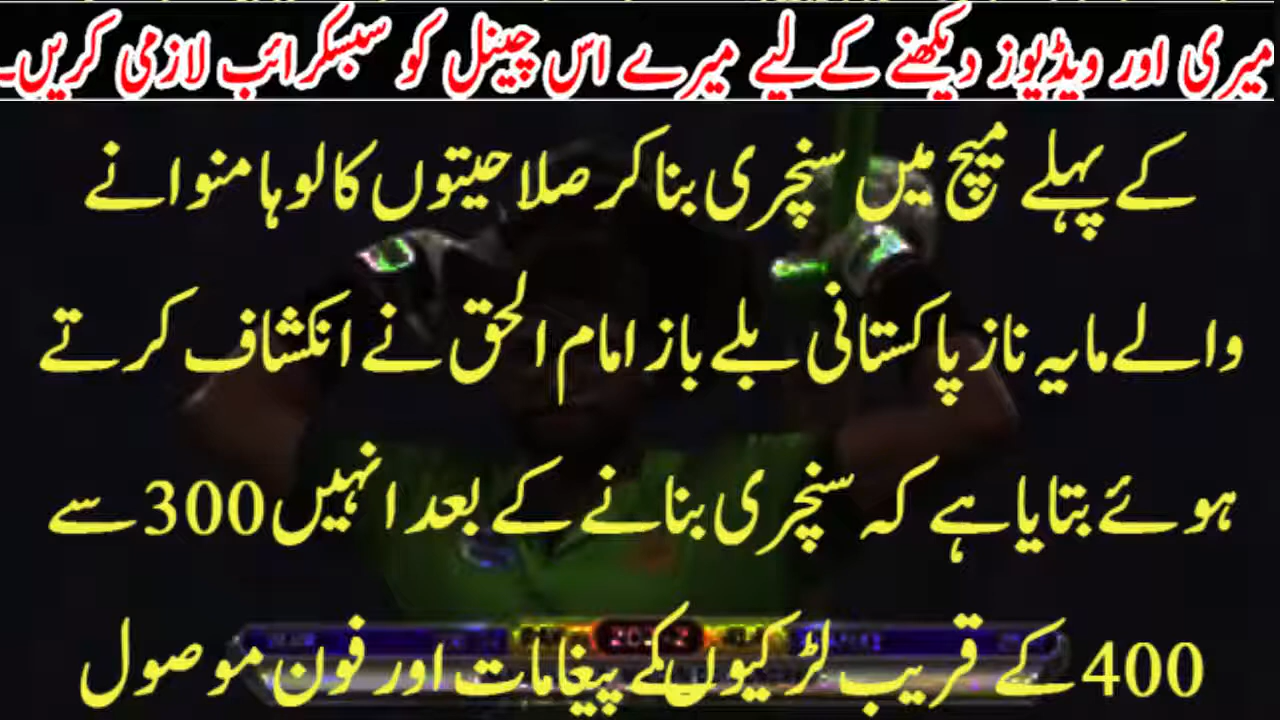 میری اور ویڈیوز دیکھنے کے لیے میرے اس چینل کو سبسکرائب لازمی کریں۔
کے پہلے میچ میں سنچری بنا کر صلاحیتوں کا لوہا منوانے
والے مایہ ناز پاکستانی بلے باز امام الحق نے انکشاف کرتے
ہوئے بتایا ہے کہ سنچری بنانے کے بعد انہیں 300 سے
400 کے قریب لڑکیوں کے پیغامات اور فون موصول